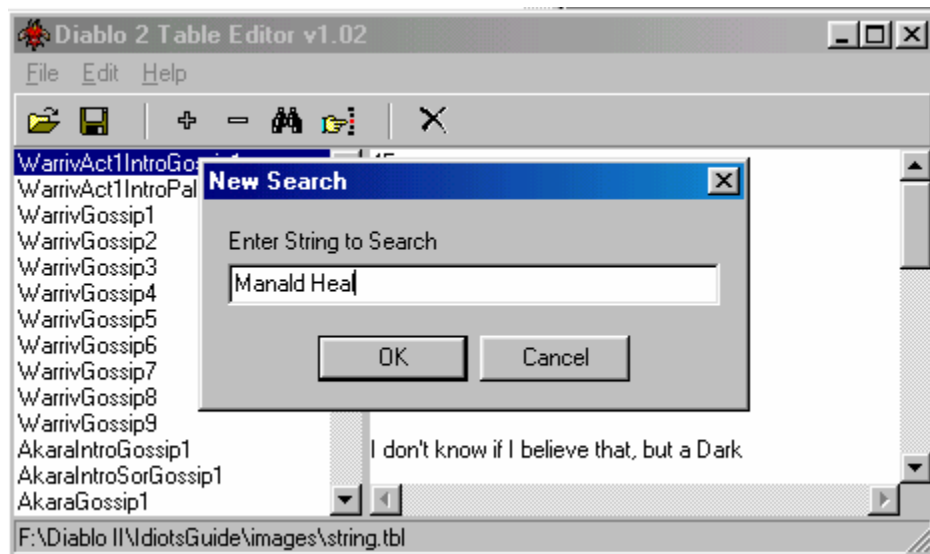 Diablo 2 Table Editor v1.02
File Edit Help
WarrivAct1IntroGossip1
WarrivAct1IntroPal
WarrivGossip1
WarrivGossip2
WarrivGossip3
WarrivGossip4
WarrivGossip5
WarrivGossip6
WarrivGossip7
WarrivGossip8
WarrivGossip9
AkaraIntroGossip1
AkaraIntroSorGossip1
AkaraGossip1
New Search
Enter String to Search
Manald Heal
OK Cancel
I don't know if I believe that, but a Dark
F:\Diablo II\IdiotsGuide\images\string.tbl